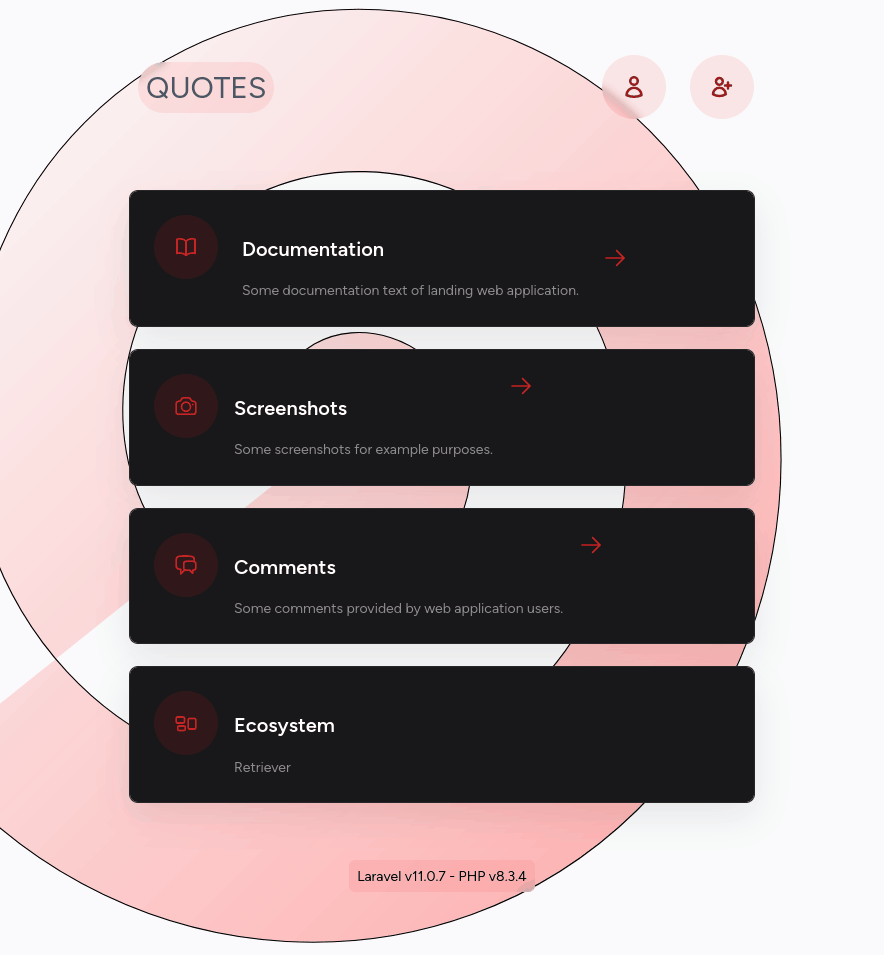 QUOTES
Documentation
Some documentation text of landing web application.
Screenshots
Some screenshots for example purposes.
Comments
Some comments provided by web application users.
Ecosystem
Retriever
Laravel v11.0.7 - PHP v8.3.4